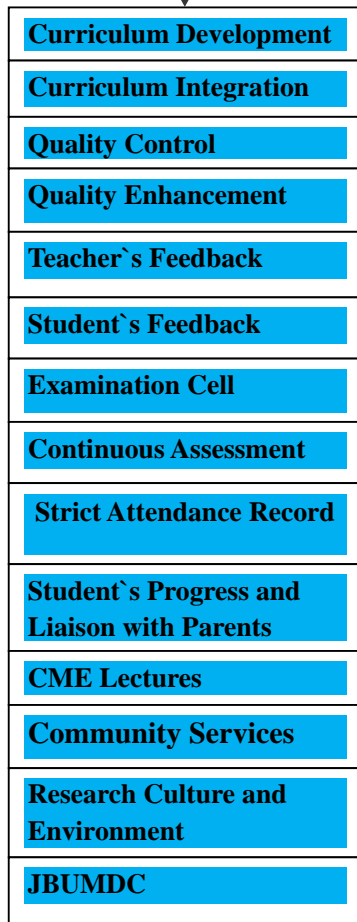 Curriculum Development
Curriculum Integration
Quality Control
Quality Enhancement
Teacher`s Feedback
Student`s Feedback
Examination Cell
Continuous Assessment
Strict Attendance Record
Student`s Progress and
Liaison with Parents
CME Lectures
Community Services
Research Culture and
Environment
JBUMDC